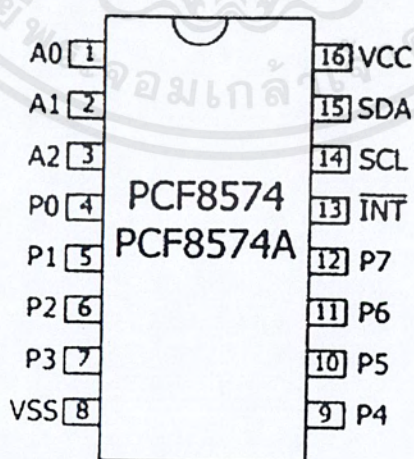 A0 1 16 VCC
A1 2 15 SDA
A2 3 14 SCL
P0 4 13 INT
PCF8574
PCF8574A
P1 5 12 P7
P2 6 11 P6
P3 7 10 P5
VSS 8 9 P4